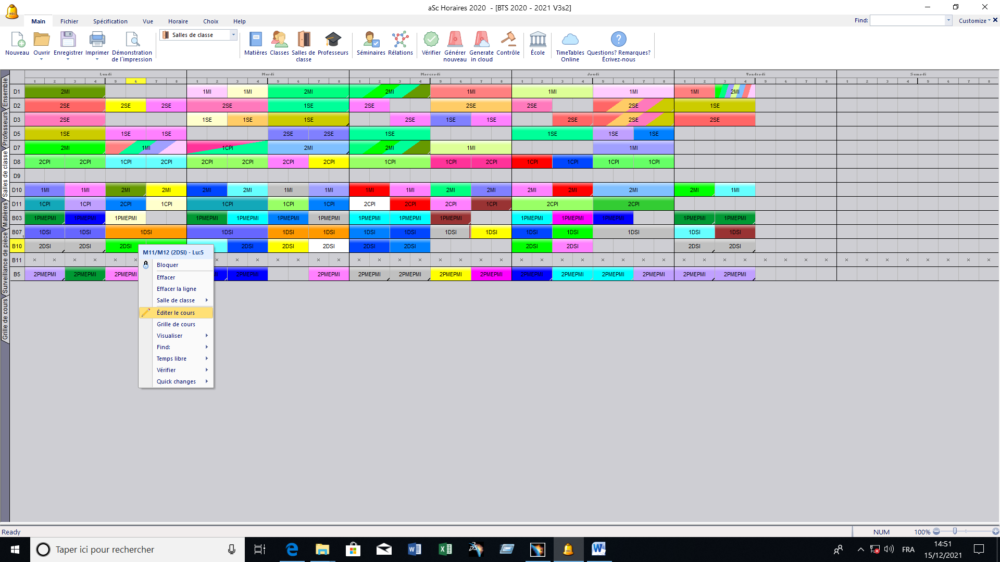 aSc Horaires 2020 - [BTS 2020 - 2021 V3s2]
Main Fichier Spécification Vue Horaire Choix Help Find: Customize
Salles de classe
Nouveau Ouvrir Enregistrer Imprimer Démonstration de l'impression Matières Classes Salles de classe Professeurs Séminaires Rélations Vérifier Générer nouveau Generate in cloud Contrôle École TimeTables Online Questions? Remarques? Écrivez-nous
Lundi Mardi Mercredi Jeudi Vendredi Samedi
1 2 3 4 5 6 7 8 1 2 3 4 5 6 7 8 1 2 3 4 5 6 7 8 1 2 3 4 5 6 7 8 1 2 3 4 5 6 7 8 1 2 3 4 5 6 7 8
Ensemble
Professeurs
Salles de classe
Matières
Surveillance de pièce
Grille de cours
D1 2MI 1MI 1MI 2MI 2MI 1MI 1MI 1MI 1MI 2MI
D2 2SE 2SE 2SE 2SE 1SE 2SE 2SE 2SE 2SE 1SE
D3 2SE 1SE 1SE 1SE 2SE 1SE 1SE 2SE 2SE 2SE
D5 1SE 1SE 1SE 2SE 2SE 1SE 1SE 1SE 1SE
D7 2MI 1MI 1CPI 2MI 2MI 1MI 1MI
D8 2CPI 2CPI 1CPI 2CPI 2CPI 2CPI 2CPI 2CPI 1CPI 1CPI 2CPI 1CPI 1CPI 1CPI 1CPI
D9
D10 1MI 1MI 2MI 2MI 2MI 2MI 1MI 1MI 1MI 1MI 2MI 2MI 2MI 2MI 2MI 2MI 1MI
D11 1CPI 1CPI 2CPI 1CPI 1CPI 1CPI 1CPI 2CPI 2CPI 2CPI 1CPI 2CPI 2CPI
B03 1PMEPMI 1PMEPMI 1PMEPMI 1PMEPMI 1PMEPMI 1PMEPMI 1PMEPMI 1PMEPMI 1PMEPMI 1PMEPMI 1PMEPMI 1PMEPMI 1PMEPMI 1PMEPMI 1PMEPMI
B07 1DSI 1DSI 1DSI 1DSI 1DSI 1DSI 1DSI 1DSI 1DSI 1DSI 1DSI 1DSI 1DSI 1DSI 1DSI
B10 2DSI 2DSI 2DSI 2DSI 2DSI 2DSI 2DSI 2DSI 2DSI 2DSI 2DSI 2DSI
B11
B5 2PMEPMI 2PMEPMI 2PMEPMI 2PMEPMI 2PMEPMI 2PMEPMI 2PMEPMI 2PMEPMI 2PMEPMI 2PMEPMI 2PMEPMI 2PMEPMI 2PMEPMI 2PMEPMI 2PMEPMI
M11/M12 (2DSI) - Lu:5
Bloquer
Effacer
Effacer la ligne
Salle de classe
Éditer le cours
Grille de cours
Visualiser
Find:
Temps libre
Vérifier
Quick changes
Ready NUM 100%
Taper ici pour rechercher FRA 14:51
15/12/2021